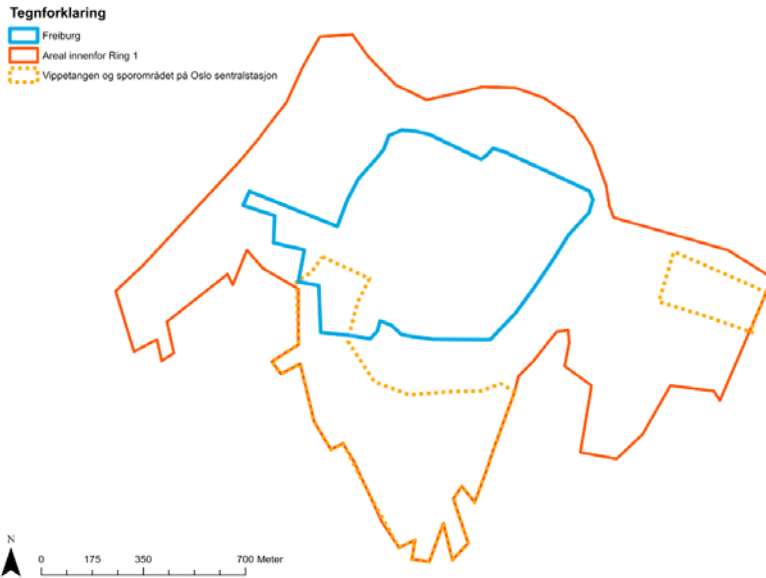 Tegnforklaring
Freiburg
Areal innenfor Ring 1
Vippetangen og sporområdet på Oslo sentralstasjon
N
0 175 350 700 Meter